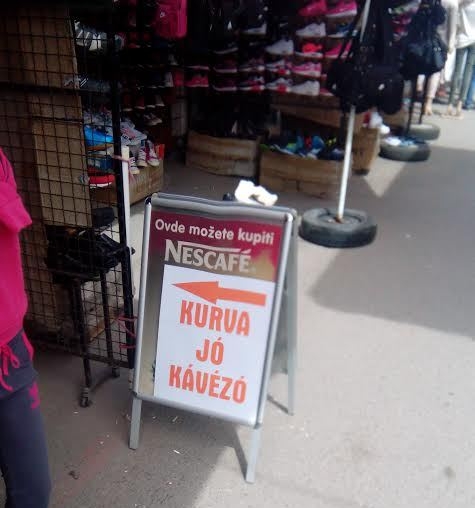 Ovde možete kupiti
NESCAFÉ
KURVA
JÓ
KÁVÉZÓ